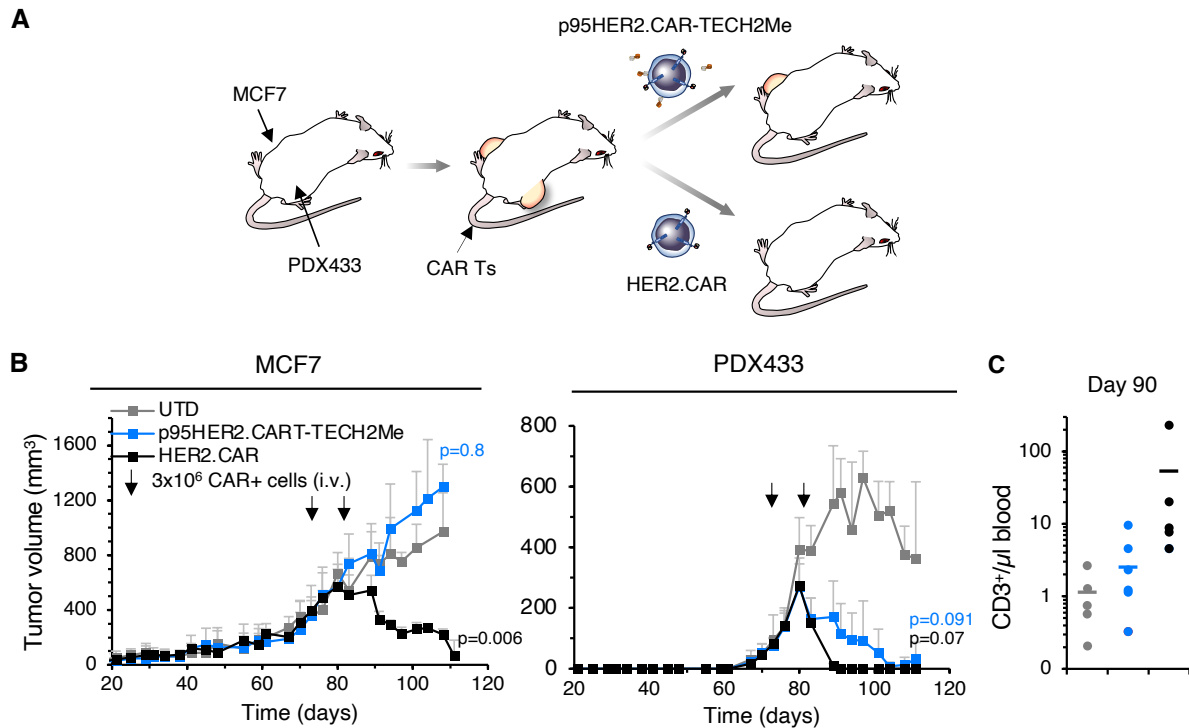 A
p95HER2.CAR-TECH2Me
MCF7
PDX433
CAR Ts
HER2.CAR
B
MCF7
UTD
p95HER2.CART-TECH2Me
HER2.CAR
3x10⁶ CAR+ cells (i.v.)
p=0.8
p=0.006
Tumor volume (mm³)
1600
1200
800
400
0
20 40 60 80 100 120
Time (days)
PDX433
800
600
400
200
0
p=0.091
p=0.07
20 40 60 80 100 120
Time (days)
C
Day 90
CD3⁺/µl blood
100
10
1
0